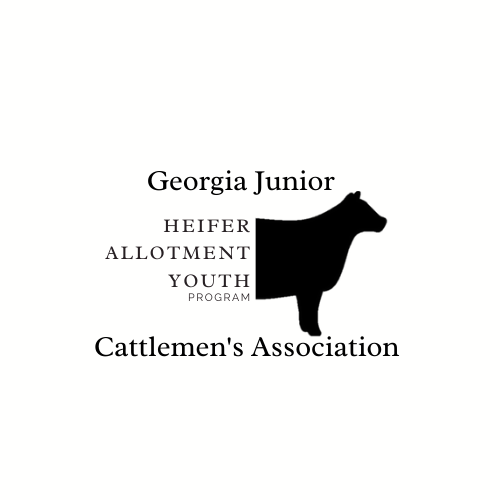 Georgia Junior
HEIFER
ALLOTMENT
YOUTH
PROGRAM
Cattlemen's Association